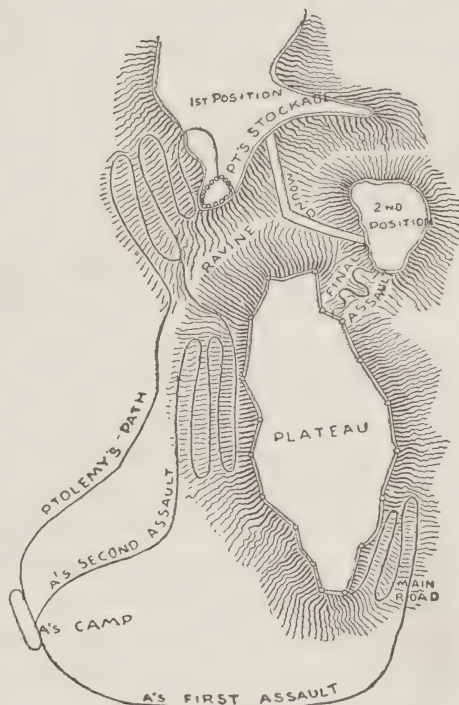 1ST POSITION
PT'S STOCKADE
MOUND
2ND
POSITION
RAVINE
FINAL
ASSAULT
PLATEAU
PTOLEMY'S-PATH
A'S SECOND ASSAULT
MAIN
ROAD
A'S CAMP
A'S FIRST ASSAULT